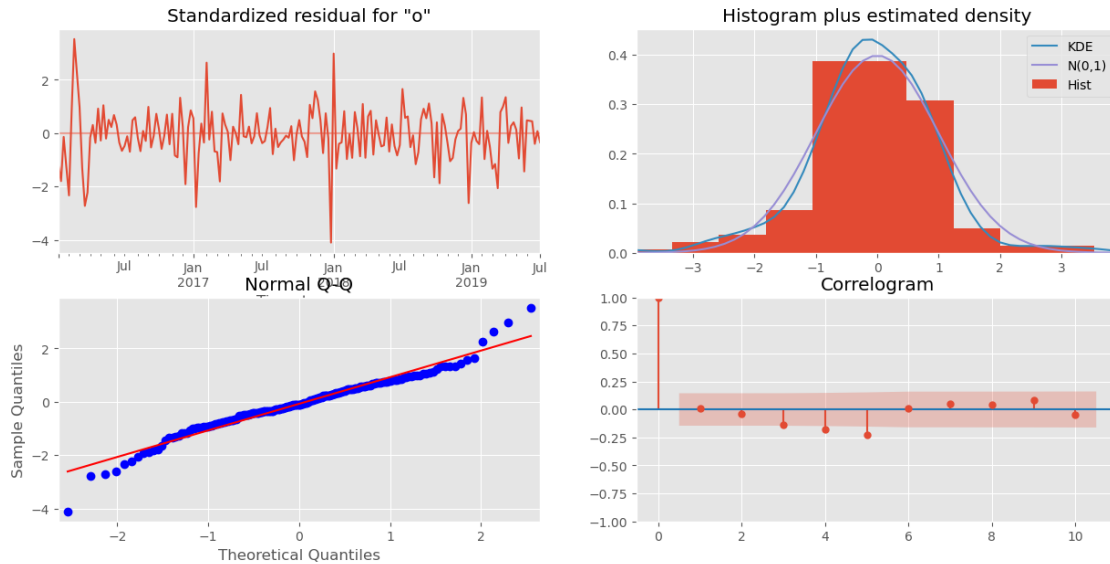 Standardized residual for "o"
2
0
−2
−4
Jul
Jan
2017
Jul
Jan
2018
Jul
Jan
2019
Jul
Histogram plus estimated density
KDE
N(0,1)
Hist
0.4
0.3
0.2
0.1
0.0
−3
−2
−1
0
1
2
3
Normal Q-Q
Sample Quantiles
2
0
−2
−4
−2
−1
0
1
2
Theoretical Quantiles
Correlogram
1.00
0.75
0.50
0.25
0.00
−0.25
−0.50
−0.75
−1.00
0
2
4
6
8
10